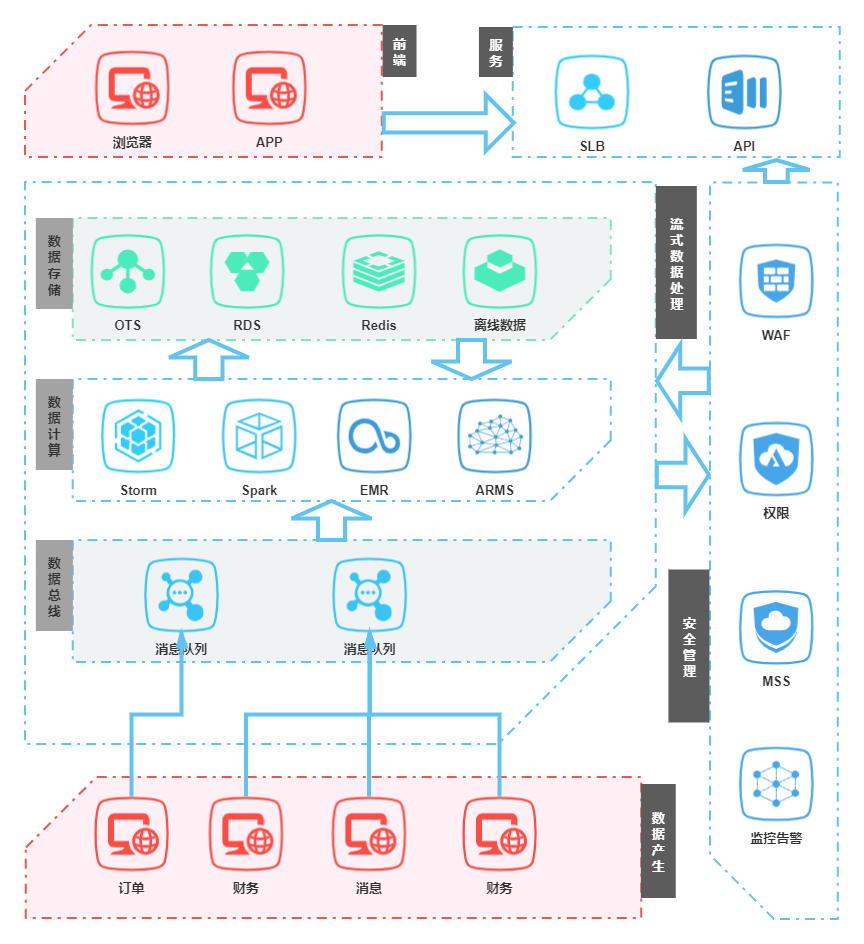 前端
服务
浏览器
APP
SLB
API
数据存储
流式数据处理
OTS
RDS
Redis
离线数据
WAF
数据计算
Storm
Spark
EMR
ARMS
权限
数据总线
消息队列
消息队列
安全管理
MSS
数据产生
订单
财务
消息
财务
监控告警